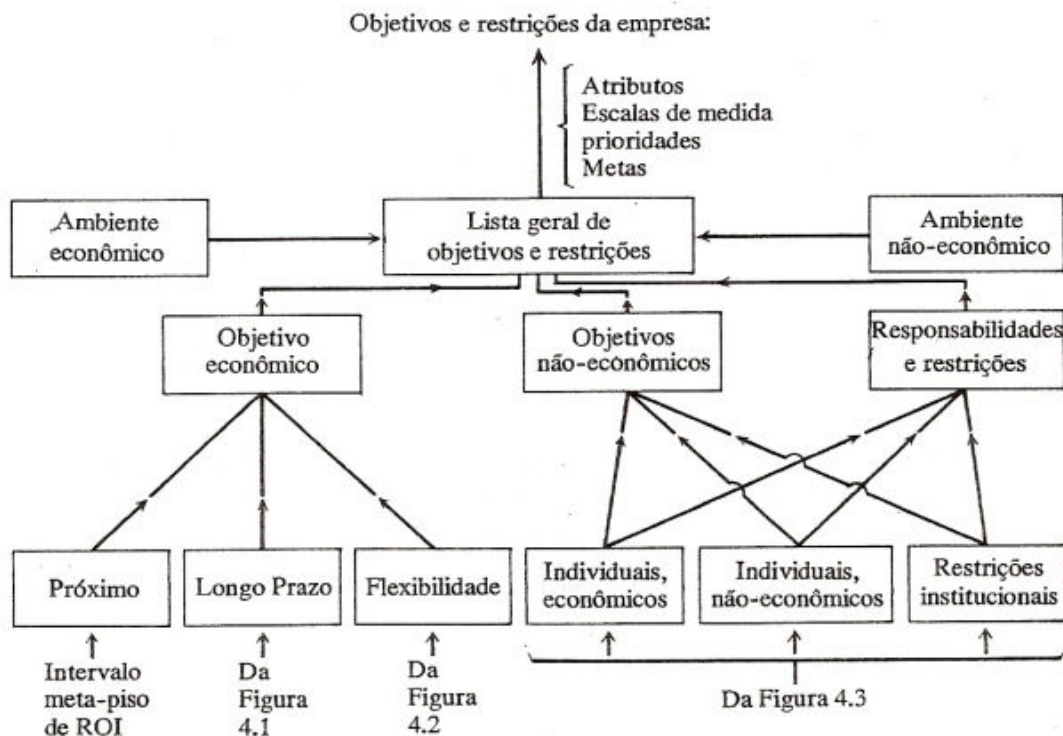 Objetivos e restrições da empresa:
Atributos
Escalas de medida
prioridades
Metas
Ambiente
econômico
Lista geral de
objetivos e restrições
Ambiente
não-econômico
Objetivo
econômico
Objetivos
não-econômicos
Responsabilidades
e restrições
Próximo
Longo Prazo
Flexibilidade
Individuais,
econômicos
Individuais,
não-econômicos
Restrições
institucionais
Intervalo
meta-piso
de ROI
Da
Figura
4.1
Da
Figura
4.2
Da Figura 4.3